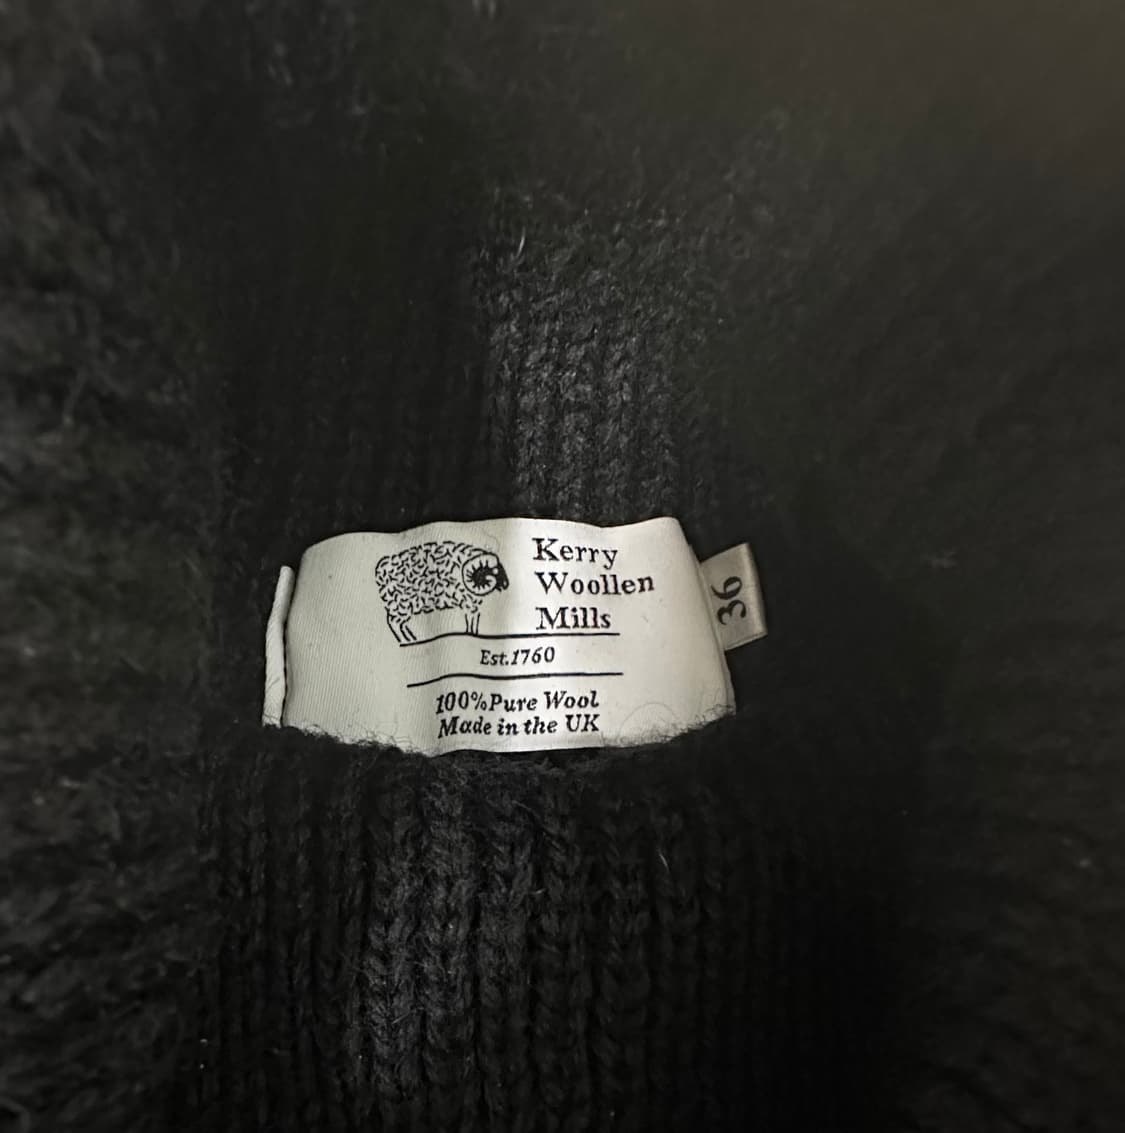 Kerry
Woollen
Mills
Est.1760
100%Pure Wool
Made in the UK
36